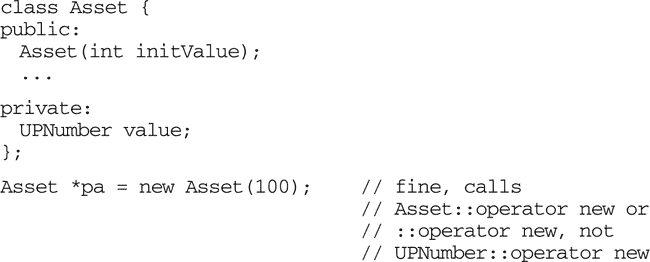 class Asset {
public:
  Asset(int initValue);
  ...
private:
  UPNumber value;
};
Asset *pa = new Asset(100);    // fine, calls
                               // Asset::operator new or
                               // ::operator new, not
                               // UPNumber::operator new